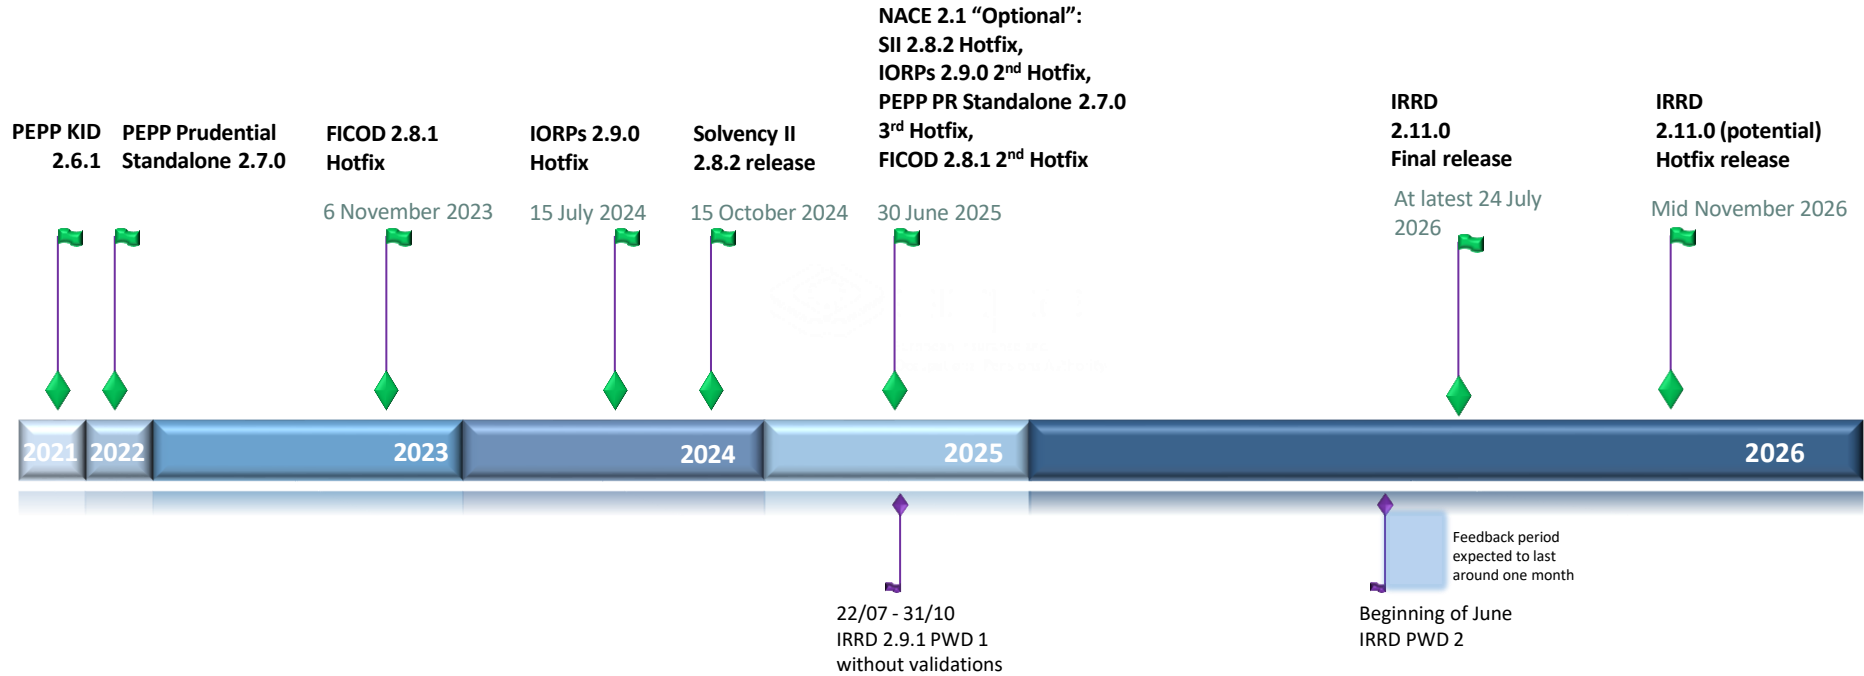 PEPP KID
2.6.1
PEPP Prudential
Standalone 2.7.0
FICOD 2.8.1
Hotfix
6 November 2023
IORPs 2.9.0
Hotfix
15 July 2024
Solvency II
2.8.2 release
15 October 2024
NACE 2.1 “Optional”:
SII 2.8.2 Hotfix,
IORPs 2.9.0 2nd Hotfix,
PEPP PR Standalone 2.7.0
3rd Hotfix,
FICOD 2.8.1 2nd Hotfix
30 June 2025
IRRD
2.11.0
Final release
At latest 24 July
2026
IRRD
2.11.0 (potential)
Hotfix release
Mid November 2026
2021
2022
2023
2024
2025
2026
22/07 - 31/10
IRRD 2.9.1 PWD 1
without validations
Feedback period
expected to last
around one month
Beginning of June
IRRD PWD 2